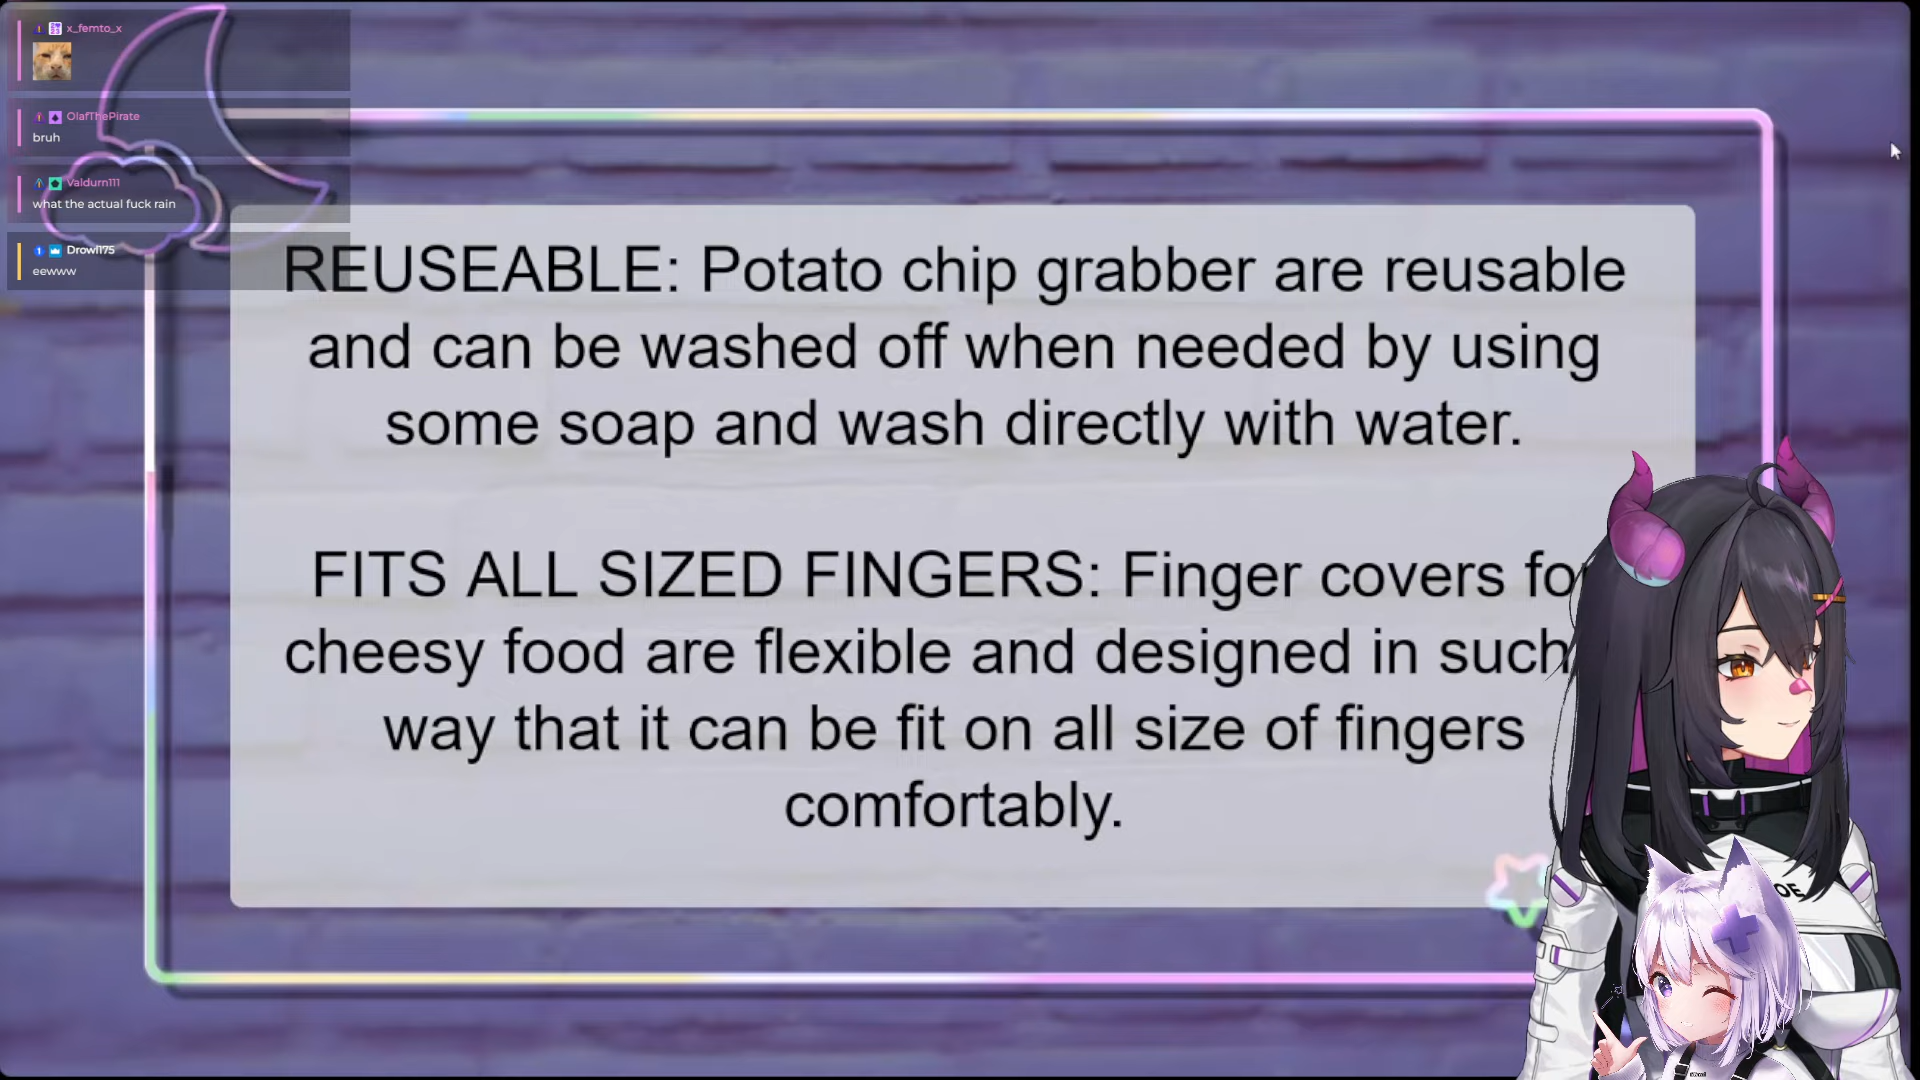 x_femto_x
OlafThePirate
bruh
Valdurn111
what the actual fuck rain
Drowl175
eewww
REUSEABLE: Potato chip grabber are reusable
and can be washed off when needed by using
some soap and wash directly with water.
FITS ALL SIZED FINGERS: Finger covers fo
cheesy food are flexible and designed in such
way that it can be fit on all size of fingers
comfortably.